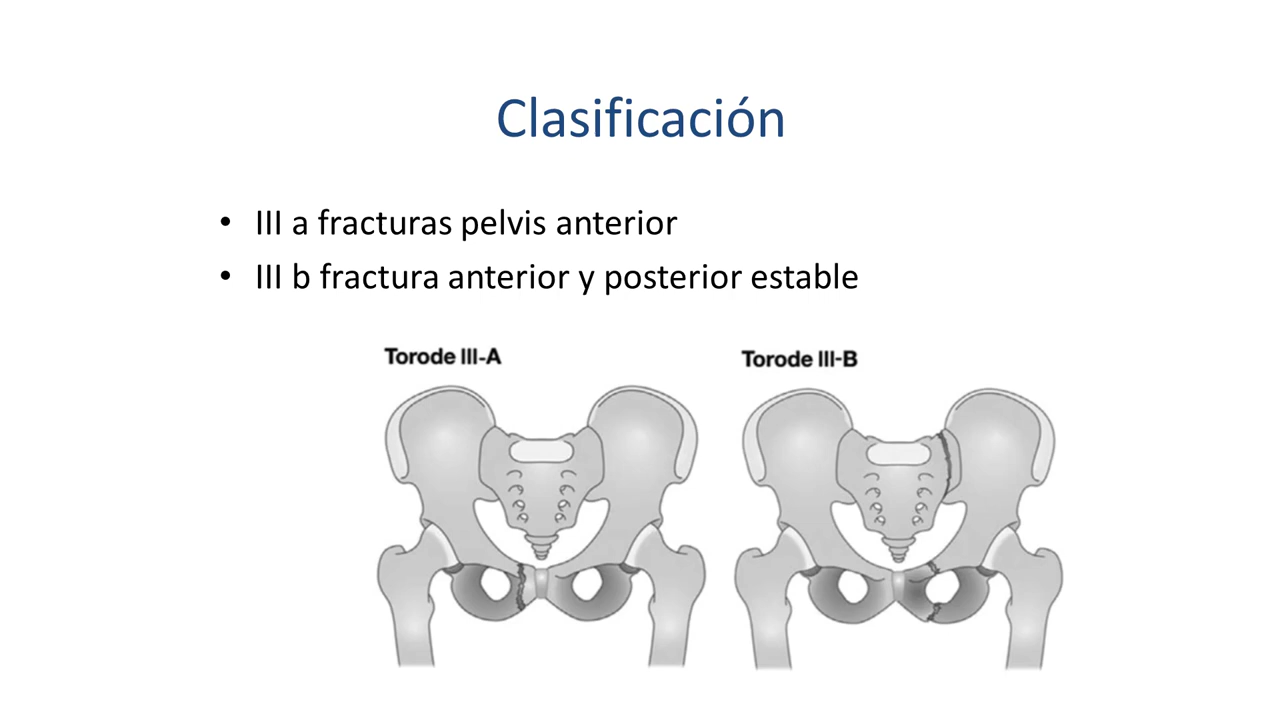 Clasificación
• III a fracturas pelvis anterior
• III b fractura anterior y posterior estable
Torode III-A
Torode III-B